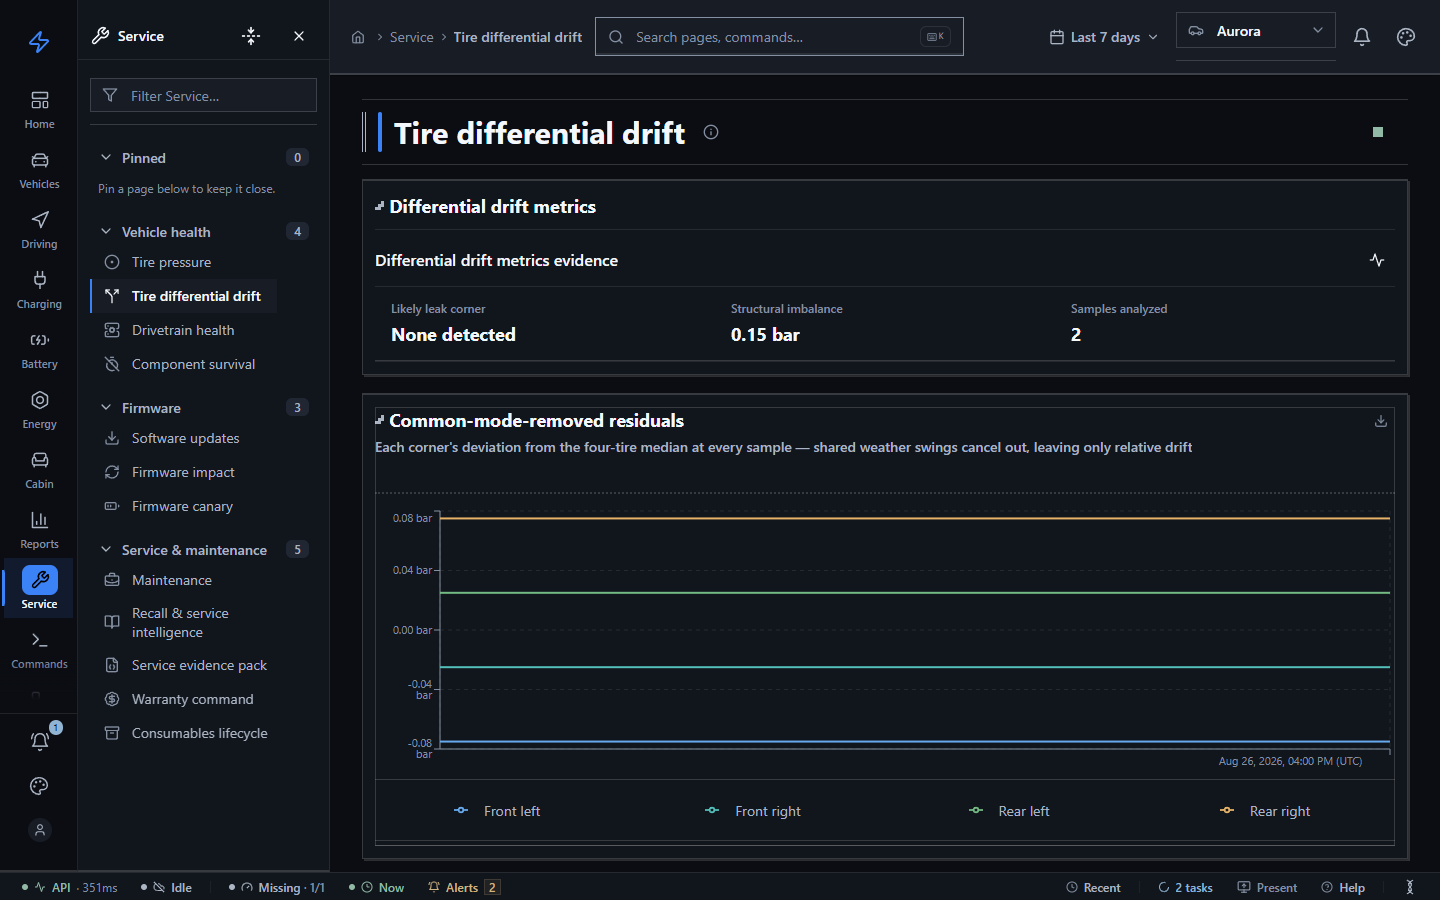 Service
Service
Tire differential drift
Search pages, commands...
K
Last 7 days
Aurora
Filter Service...
Home
Vehicles
Driving
Charging
Battery
Energy
Cabin
Reports
Service
Commands
1
Pinned
0
Pin a page below to keep it close.
Vehicle health
4
Tire pressure
Tire differential drift
Drivetrain health
Component survival
Firmware
3
Software updates
Firmware impact
Firmware canary
Service & maintenance
5
Maintenance
Recall & service
intelligence
Service evidence pack
Warranty command
Consumables lifecycle
Tire differential drift
Differential drift metrics
Differential drift metrics evidence
Likely leak corner
None detected
Structural imbalance
0.15 bar
Samples analyzed
2
Common-mode-removed residuals
Each corner's deviation from the four-tire median at every sample — shared weather swings cancel out, leaving only relative drift
0.08 bar
0.04 bar
0.00 bar
-0.04
bar
-0.08
bar
Aug 26, 2026, 04:00 PM (UTC)
Front left
Front right
Rear left
Rear right
API · 351ms
Idle
Missing · 1/1
Now
Alerts 2
Recent
2 tasks
Present
Help